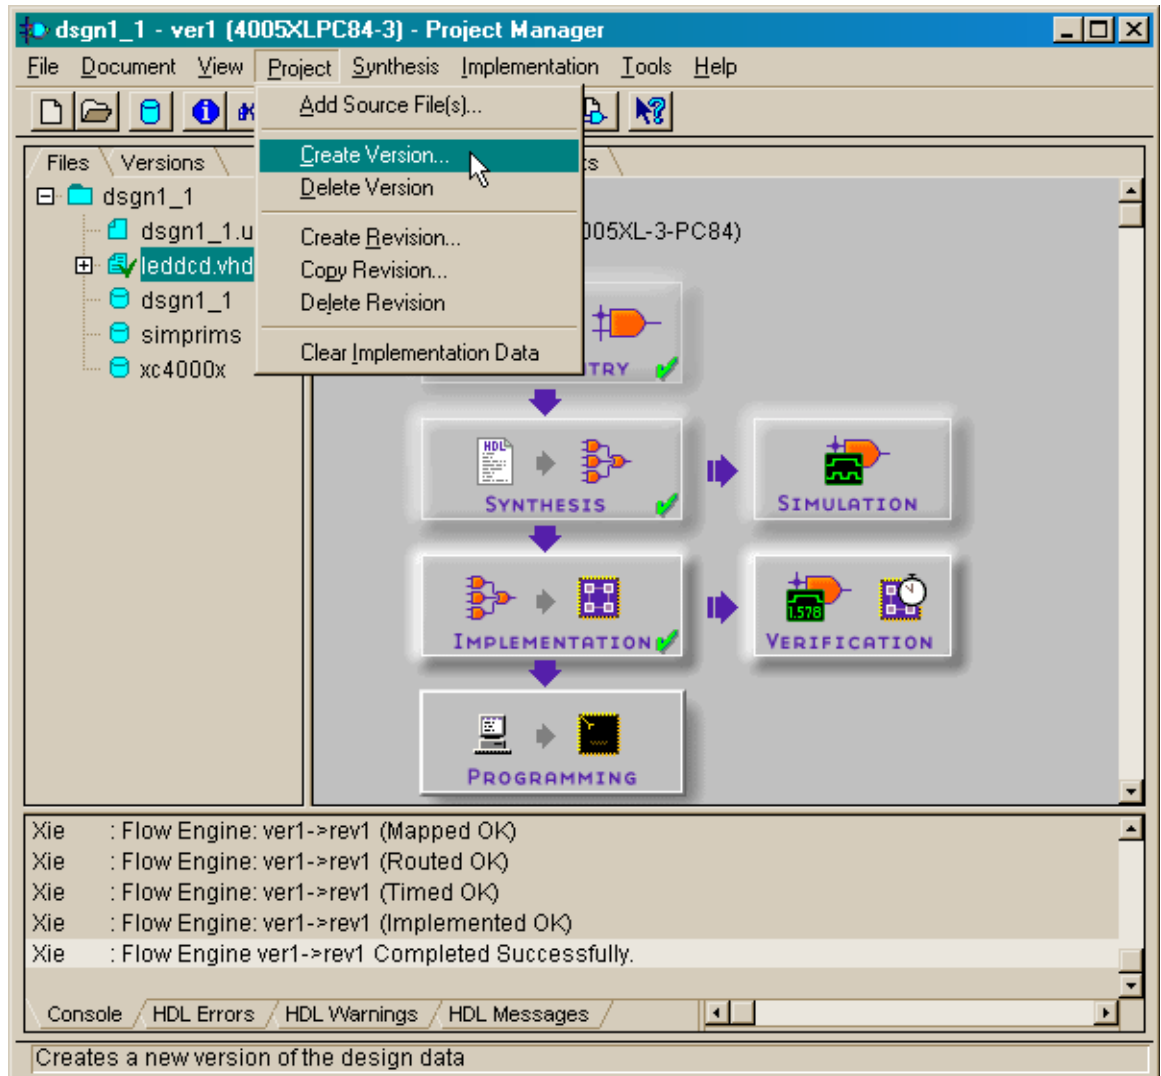 dsgn1_1 - ver1 (4005XLPC84-3) - Project Manager
File Document View Project Synthesis Implementation Tools Help
Add Source File(s)...
Create Version...
Delete Version
Create Revision...
Copy Revision...
Delete Revision
Clear Implementation Data
Files Versions
ts
dsgn1_1
dsgn1_1.u
leddcd.vhd
dsgn1_1
simprims
xc4000x
005XL-3-PC84)
TRY
HDL
SYNTHESIS
SIMULATION
1.578
IMPLEMENTATION
VERIFICATION
PROGRAMMING
Xie : Flow Engine: ver1->rev1 (Mapped OK)
Xie : Flow Engine: ver1->rev1 (Routed OK)
Xie : Flow Engine: ver1->rev1 (Timed OK)
Xie : Flow Engine: ver1->rev1 (Implemented OK)
Xie : Flow Engine ver1->rev1 Completed Successfully.
Console HDL Errors HDL Warnings HDL Messages
Creates a new version of the design data